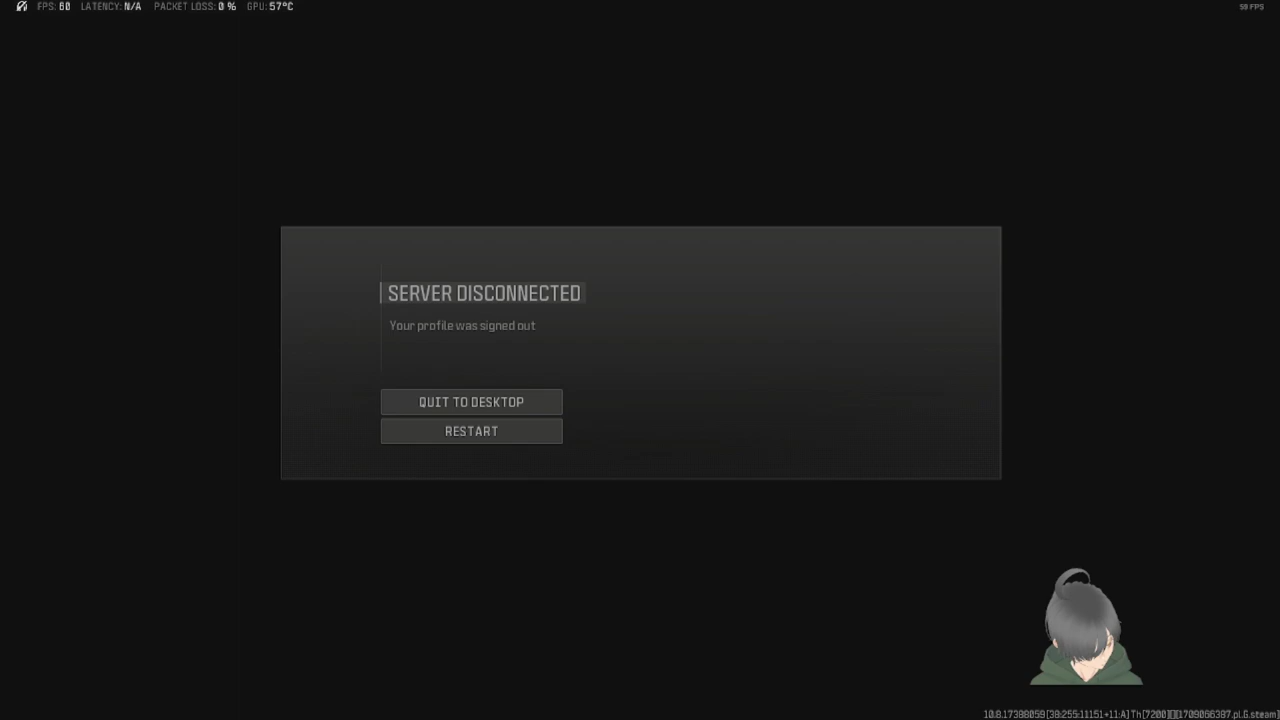 FPS: 60 LATENCY: N/A PACKET LOSS: 0 % GPU: 57°C
59 FPS
SERVER DISCONNECTED
Your profile was signed out
QUIT TO DESKTOP
RESTART